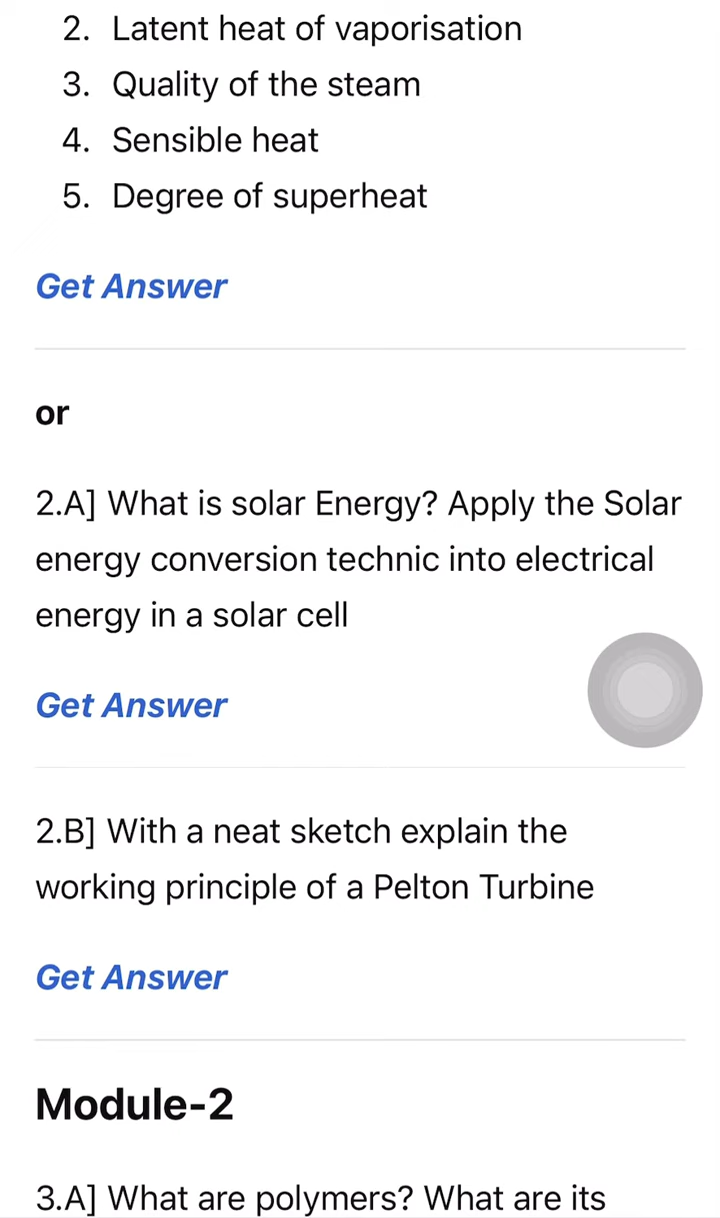 2. Latent heat of vaporisation
3. Quality of the steam
4. Sensible heat
5. Degree of superheat
Get Answer
or
2.A] What is solar Energy? Apply the Solar
energy conversion technic into electrical
energy in a solar cell
Get Answer
2.B] With a neat sketch explain the
working principle of a Pelton Turbine
Get Answer
Module-2
3.A] What are polymers? What are its